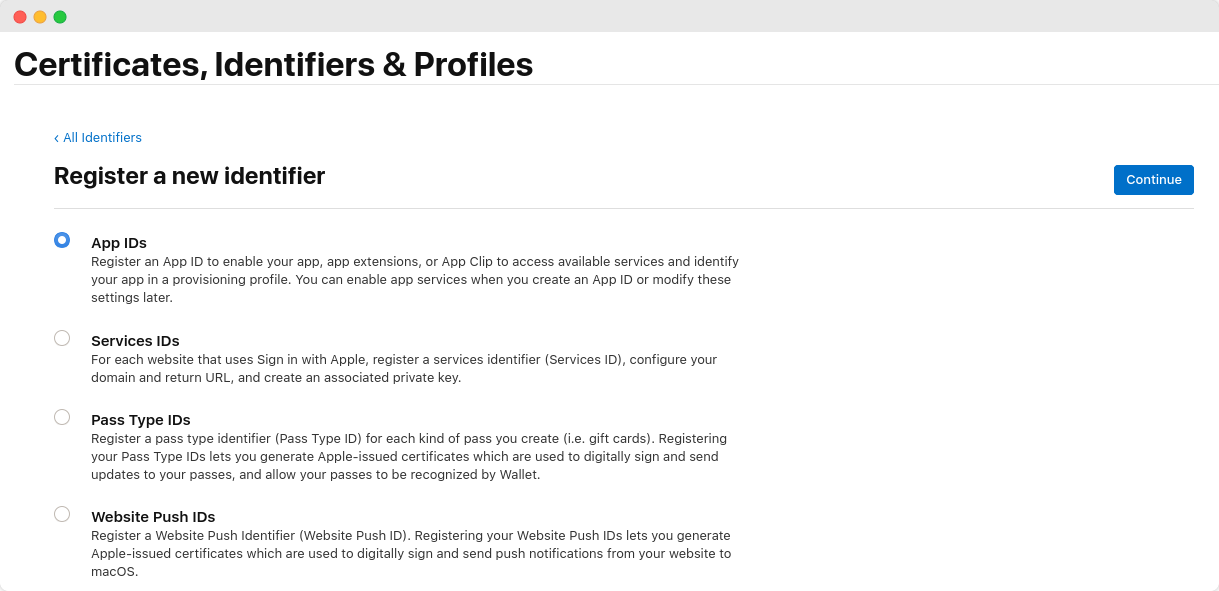 Certificates, Identifiers & Profiles
‹ All Identifiers
Register a new identifier
Continue
App IDs
Register an App ID to enable your app, app extensions, or App Clip to access available services and identify
your app in a provisioning profile. You can enable app services when you create an App ID or modify these
settings later.
Services IDs
For each website that uses Sign in with Apple, register a services identifier (Services ID), configure your
domain and return URL, and create an associated private key.
Pass Type IDs
Register a pass type identifier (Pass Type ID) for each kind of pass you create (i.e. gift cards). Registering
your Pass Type IDs lets you generate Apple-issued certificates which are used to digitally sign and send
updates to your passes, and allow your passes to be recognized by Wallet.
Website Push IDs
Register a Website Push Identifier (Website Push ID). Registering your Website Push IDs lets you generate
Apple-issued certificates which are used to digitally sign and send push notifications from your website to
macOS.